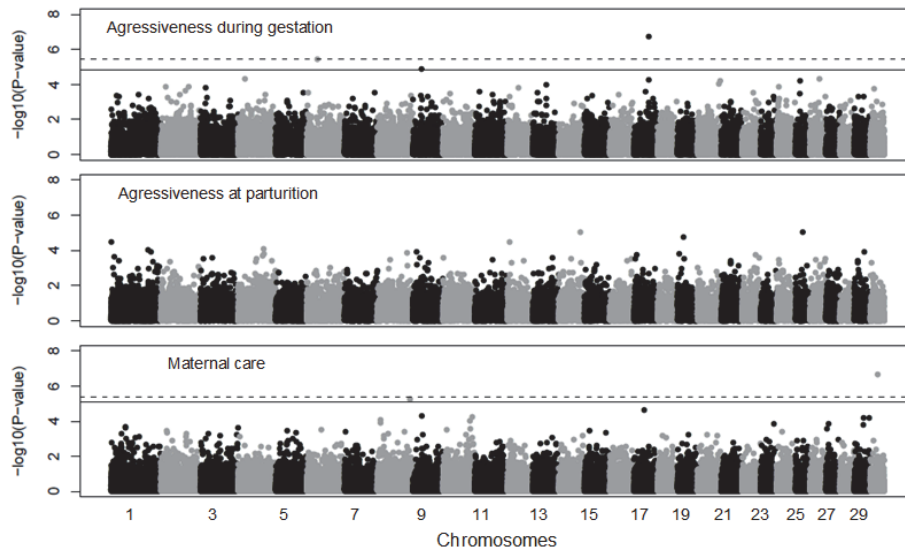 Agressiveness during gestation
−log10(P−value)
8
6
4
2
0
Agressiveness at parturition
−log10(P−value)
8
6
4
2
0
Maternal care
−log10(P−value)
8
6
4
2
0
1 3 5 7 9 11 13 15 17 19 21 23 25 27 29
Chromosomes